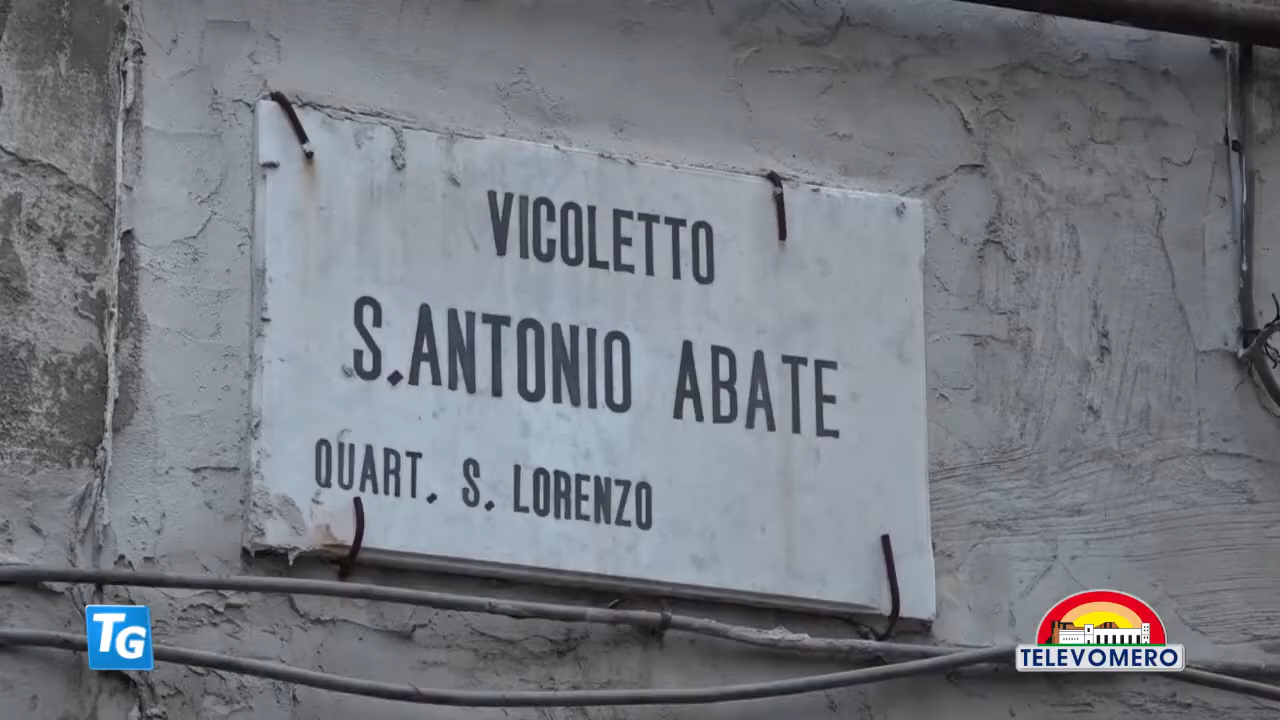 VICOLETTO
S. ANTONIO ABATE
QUART. S. LORENZO
TG
TELEVOMERO